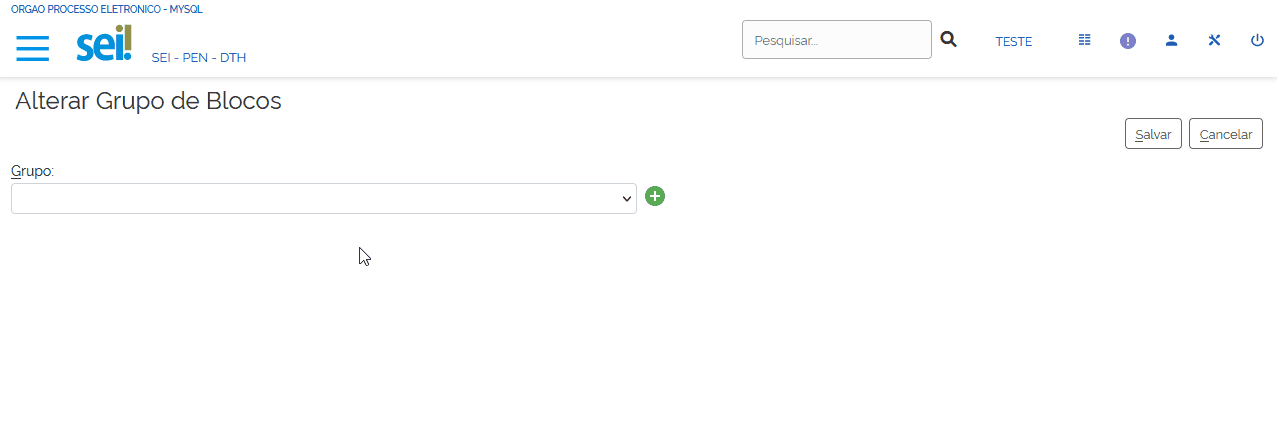 ORGAO PROCESSO ELETRONICO - MYSQL
sei!
SEI - PEN - DTH
Pesquisar...
TESTE
Alterar Grupo de Blocos
Salvar
Cancelar
Grupo: